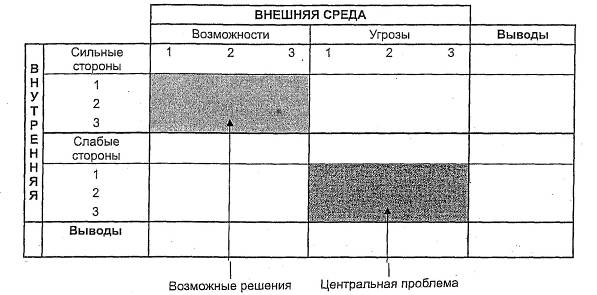 ВНЕШНЯЯ СРЕДА
Возможности Угрозы Выводы
Сильные стороны 1 2 3 1 2 3
ВНУТРЕННЯЯ
1
2
3
Слабые
стороны
1
2
3
Выводы
Возможные решения Центральная проблема